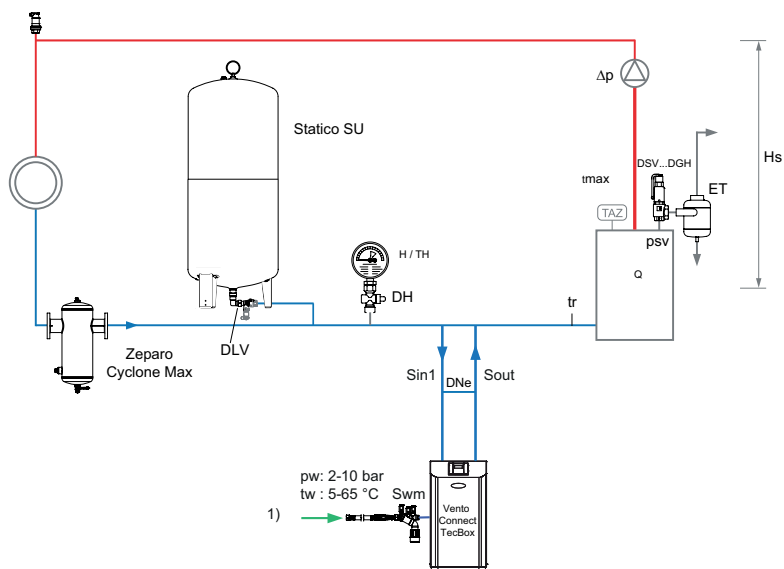 Δp
Statico SU
Hs
DSV...DGH
tmax
ET
TAZ
psv
H / TH
Q
DH
tr
DLV
Zeparo
Cyclone Max
Sin1
Sout
DNe
pw: 2-10 bar
tw : 5-65 °C
Swm
1)
Vento
Connect
TecBox